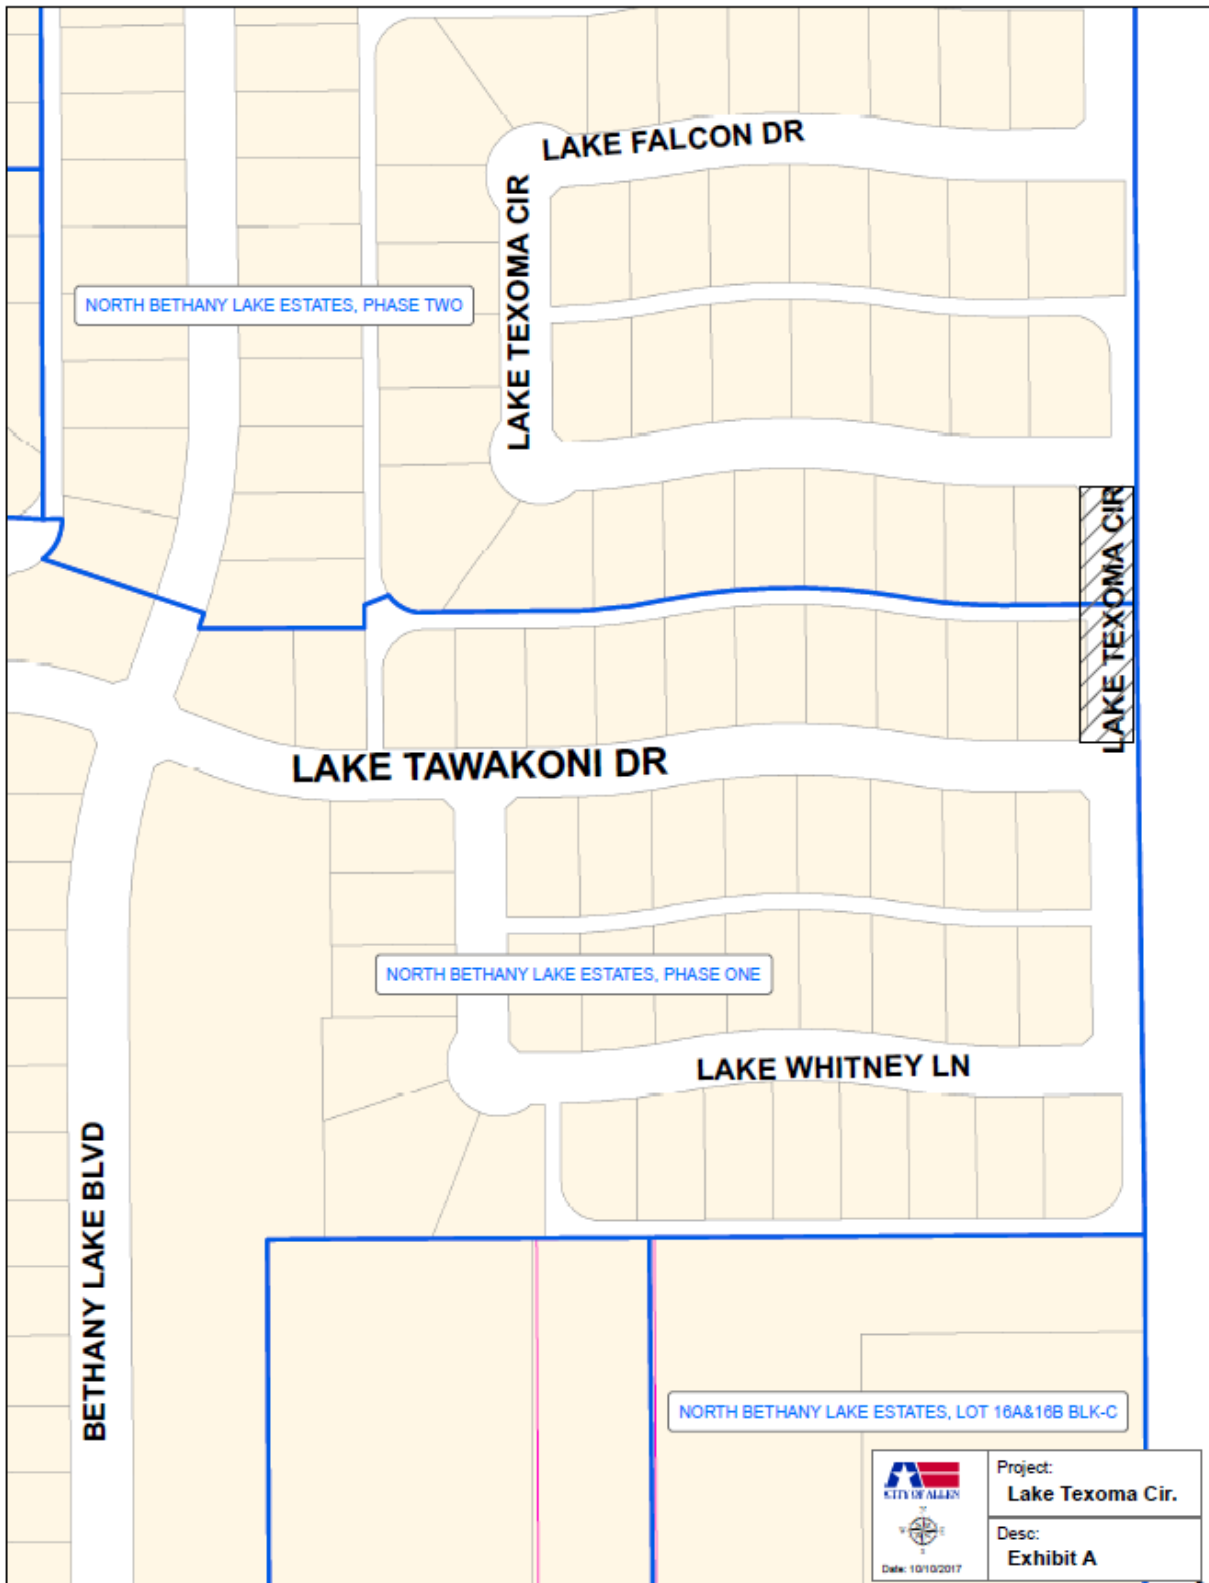 LAKE FALCON DR
LAKE TEXOMA CIR
NORTH BETHANY LAKE ESTATES, PHASE TWO
LAKE TEXOMA CIR
LAKE TAWAKONI DR
NORTH BETHANY LAKE ESTATES, PHASE ONE
LAKE WHITNEY LN
BETHANY LAKE BLVD
NORTH BETHANY LAKE ESTATES, LOT 16A&16B BLK-C
CITY OF ALLEN
N
W E
S
Date: 10/10/2017
Project:
Lake Texoma Cir.
Desc:
Exhibit A